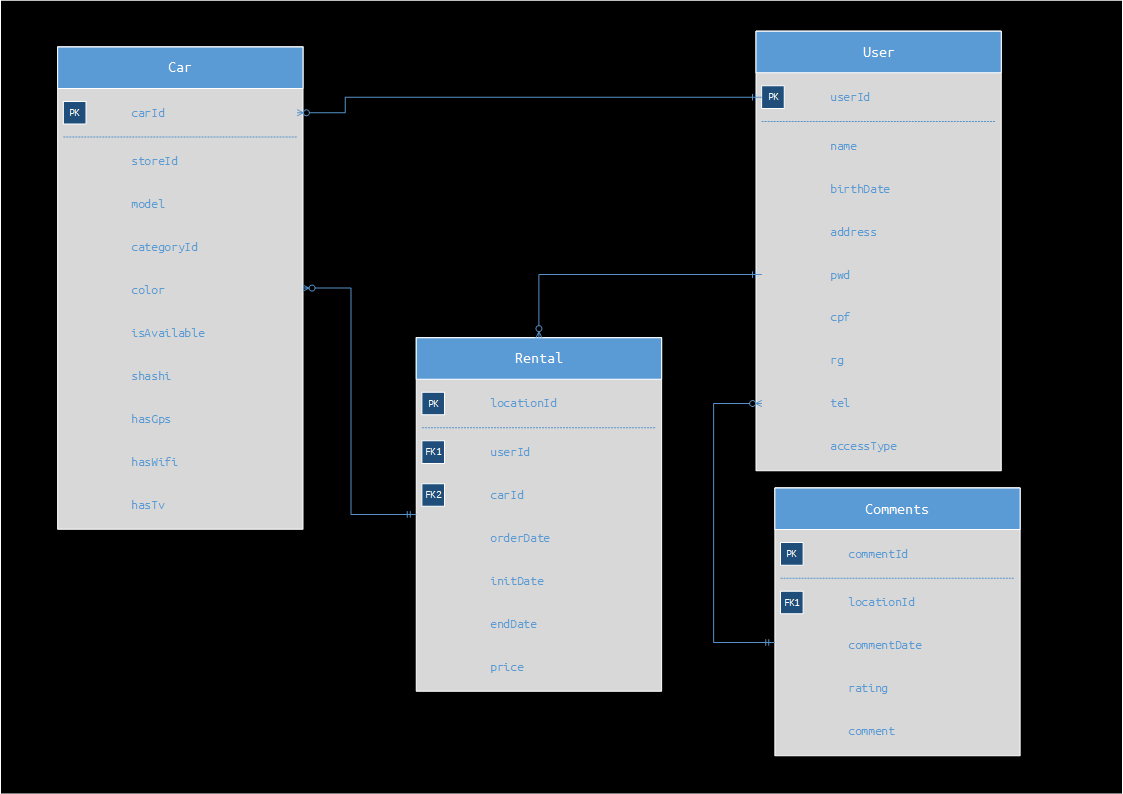 Car
PK carId
storeId
model
categoryId
color
isAvailable
shashi
hasGps
hasWifi
hasTv
User
PK userId
name
birthDate
address
pwd
cpf
rg
tel
accessType
Rental
PK locationId
FK1 userId
FK2 carId
orderDate
initDate
endDate
price
Comments
PK commentId
FK1 locationId
commentDate
rating
comment